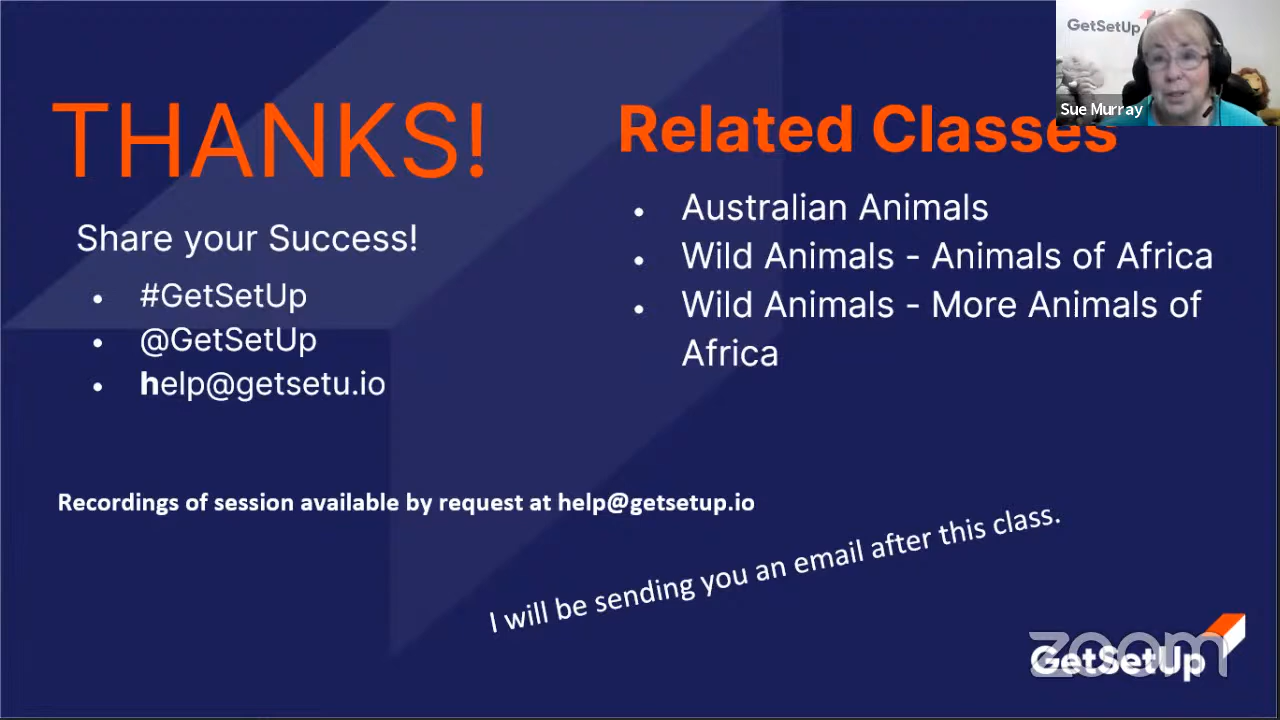 GetSetUp
Sue Murray
THANKS!
Share your Success!
• #GetSetUp
• @GetSetUp
• help@getsetu.io
Related Classes
• Australian Animals
• Wild Animals - Animals of Africa
• Wild Animals - More Animals of
Africa
Recordings of session available by request at help@getsetup.io
I will be sending you an email after this class.
zoom
GetSetUp